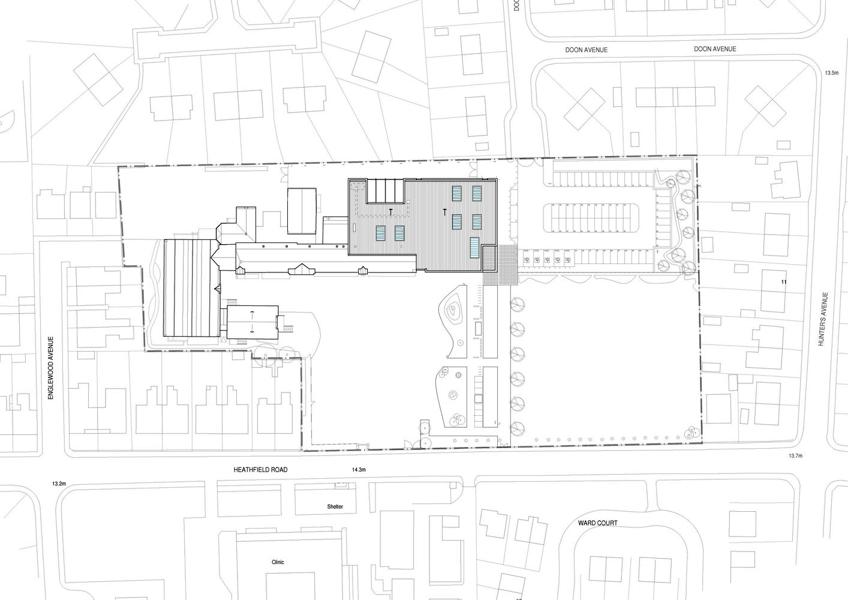 DOON AVENUE
DOON AVENUE
13.5m
11
HUNTER'S AVENUE
ENGLEWOOD AVENUE
13.7m
HEATHFIELD ROAD
14.3m
13.2m
Shelter
WARD COURT
Clinic